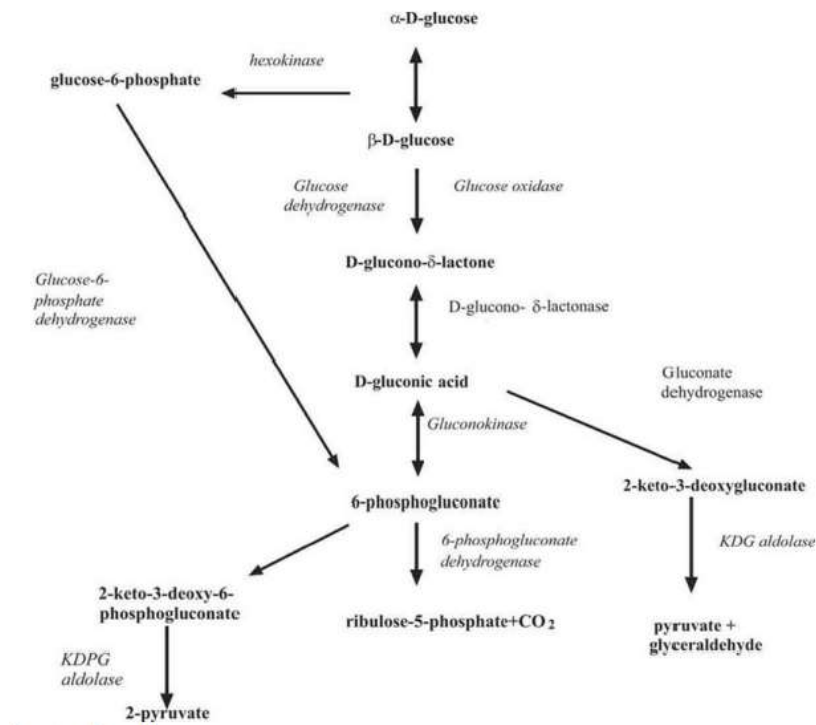 α-D-glucose
hexokinase
glucose-6-phosphate
β-D-glucose
Glucose
dehydrogenase
Glucose oxidase
D-glucono-δ-lactone
Glucose-6-
phosphate
dehydrogenase
D-glucono- δ-lactonase
D-gluconic acid
Gluconate
dehydrogenase
Gluconokinase
2-keto-3-deoxygluconate
6-phosphogluconate
6-phosphogluconate
dehydrogenase
KDG aldolase
2-keto-3-deoxy-6-
phosphogluconate
ribulose-5-phosphate+CO₂
pyruvate +
glyceraldehyde
KDPG
aldolase
2-pyruvate